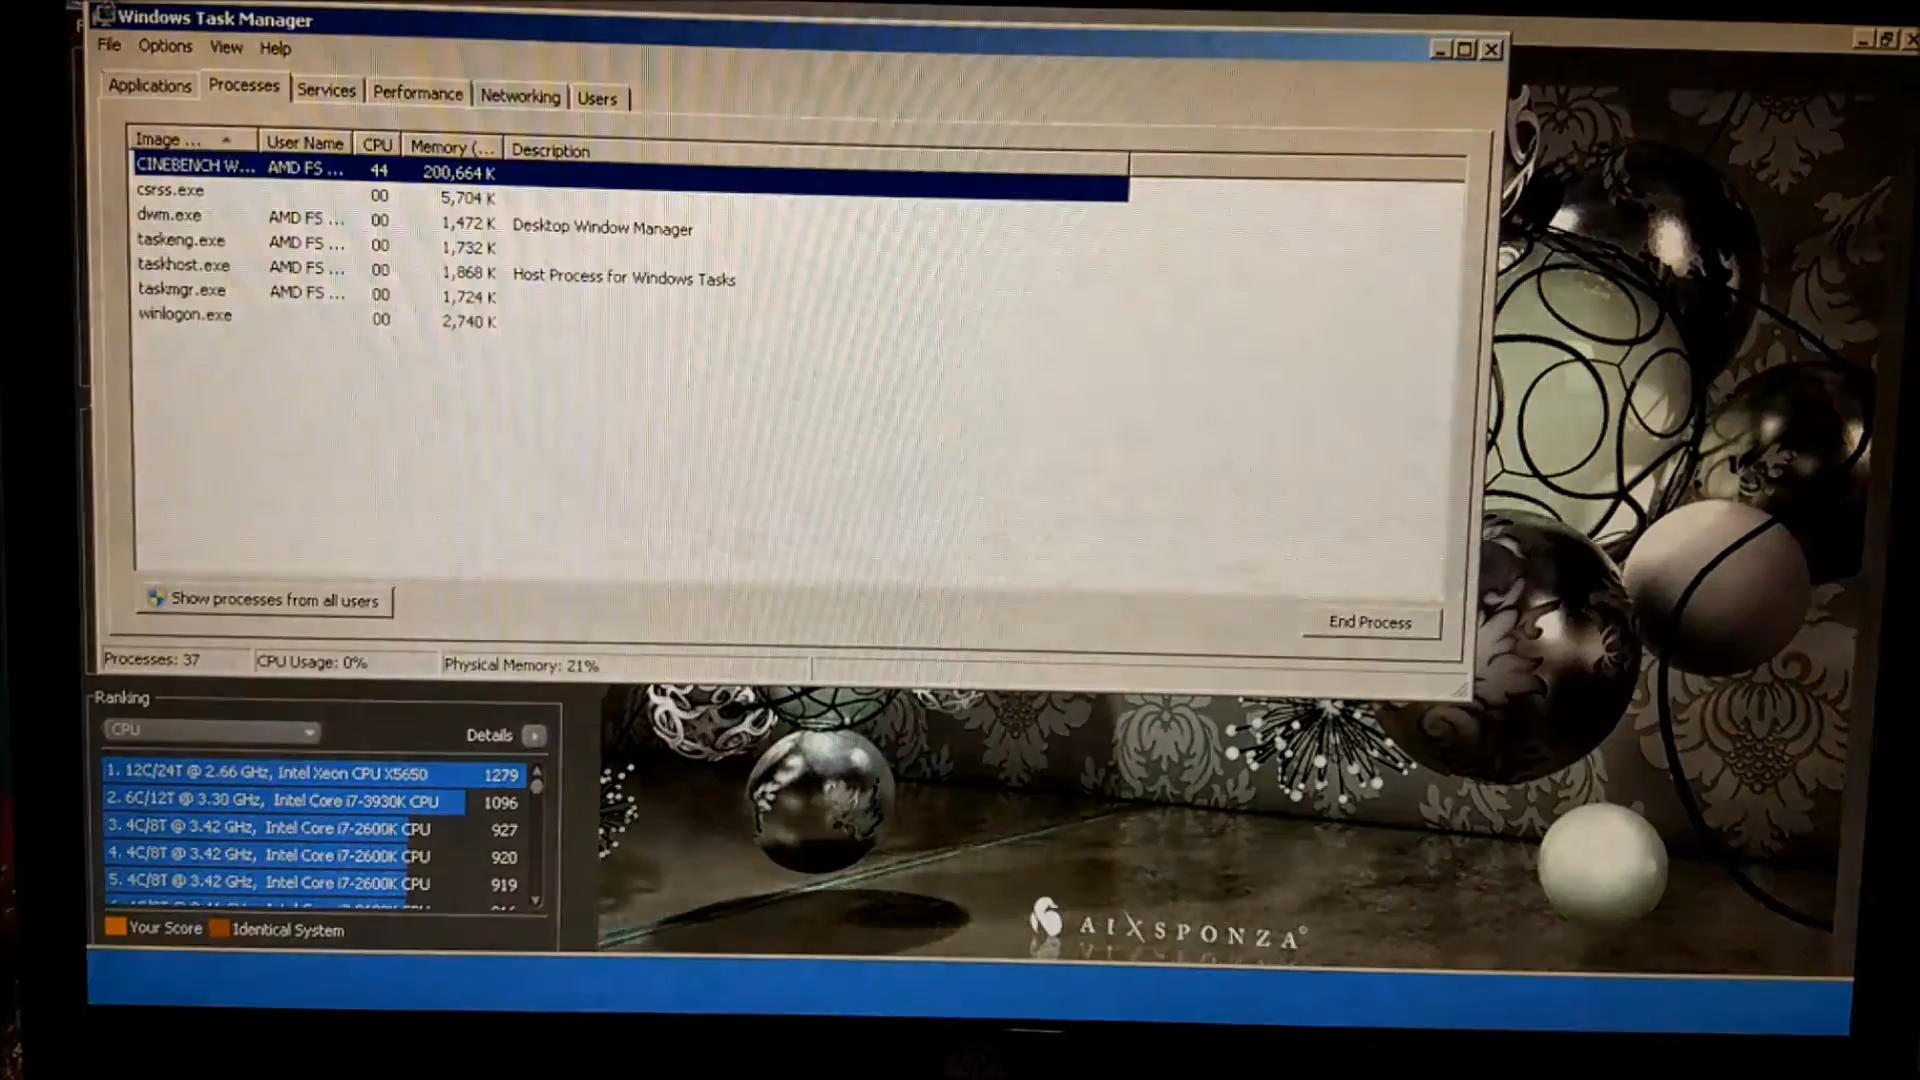 Windows Task Manager
File Options View Help
Applications Processes Services Performance Networking Users
Image ... User Name CPU Memory (... Description
CINEBENCH W... AMD FS ... 44 200,664 K
csrss.exe 00 5,704 K
dwm.exe AMD FS ... 00 1,472 K Desktop Window Manager
taskeng.exe AMD FS ... 00 1,732 K
taskhost.exe AMD FS ... 00 1,868 K Host Process for Windows Tasks
taskmgr.exe AMD FS ... 00 1,724 K
winlogon.exe 00 2,740 K
Show processes from all users
End Process
Processes: 37 CPU Usage: 0% Physical Memory: 21%
Ranking
CPU Details
1. 12C/24T @ 2.66 GHz, Intel Xeon CPU X5650 1279
2. 6C/12T @ 3.30 GHz, Intel Core i7-3930K CPU 1096
3. 4C/8T @ 3.42 GHz, Intel Core i7-2600K CPU 927
4. 4C/8T @ 3.42 GHz, Intel Core i7-2600K CPU 920
5. 4C/8T @ 3.42 GHz, Intel Core i7-2600K CPU 919
Your Score Identical System
AIXSPONZA®